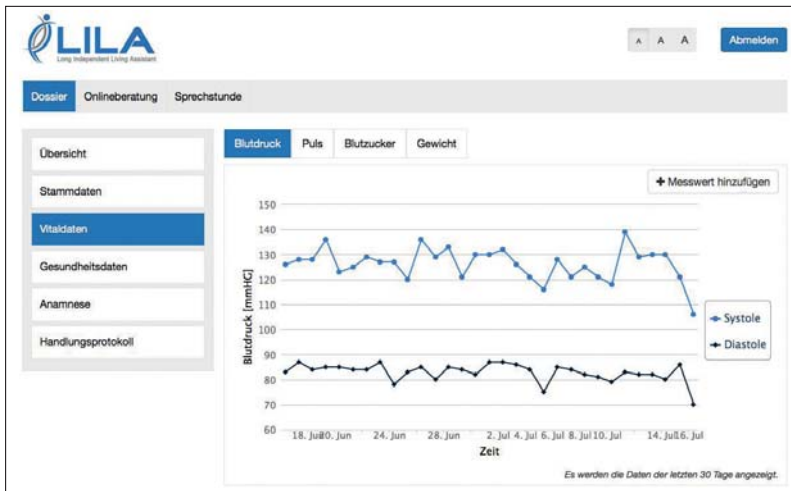 LILA
Long Independent Living Assistant
A A A
Abmelden
Dossier Onlineberatung Sprechstunde
Übersicht
Stammdaten
Vitaldaten
Gesundheitsdaten
Anamnese
Handlungsprotokoll
Blutdruck Puls Blutzucker Gewicht
+ Messwert hinzufügen
150
140
130
120
110
100
90
80
70
60
Blutdruck [mmHG]
Systole
Diastole
18. Jun 20. Jun 24. Jun 28. Jun 2. Jul 4. Jul 6. Jul 8. Jul 10. Jul 14. Jul 16. Jul
Zeit
Es werden die Daten der letzten 30 Tage angezeigt.